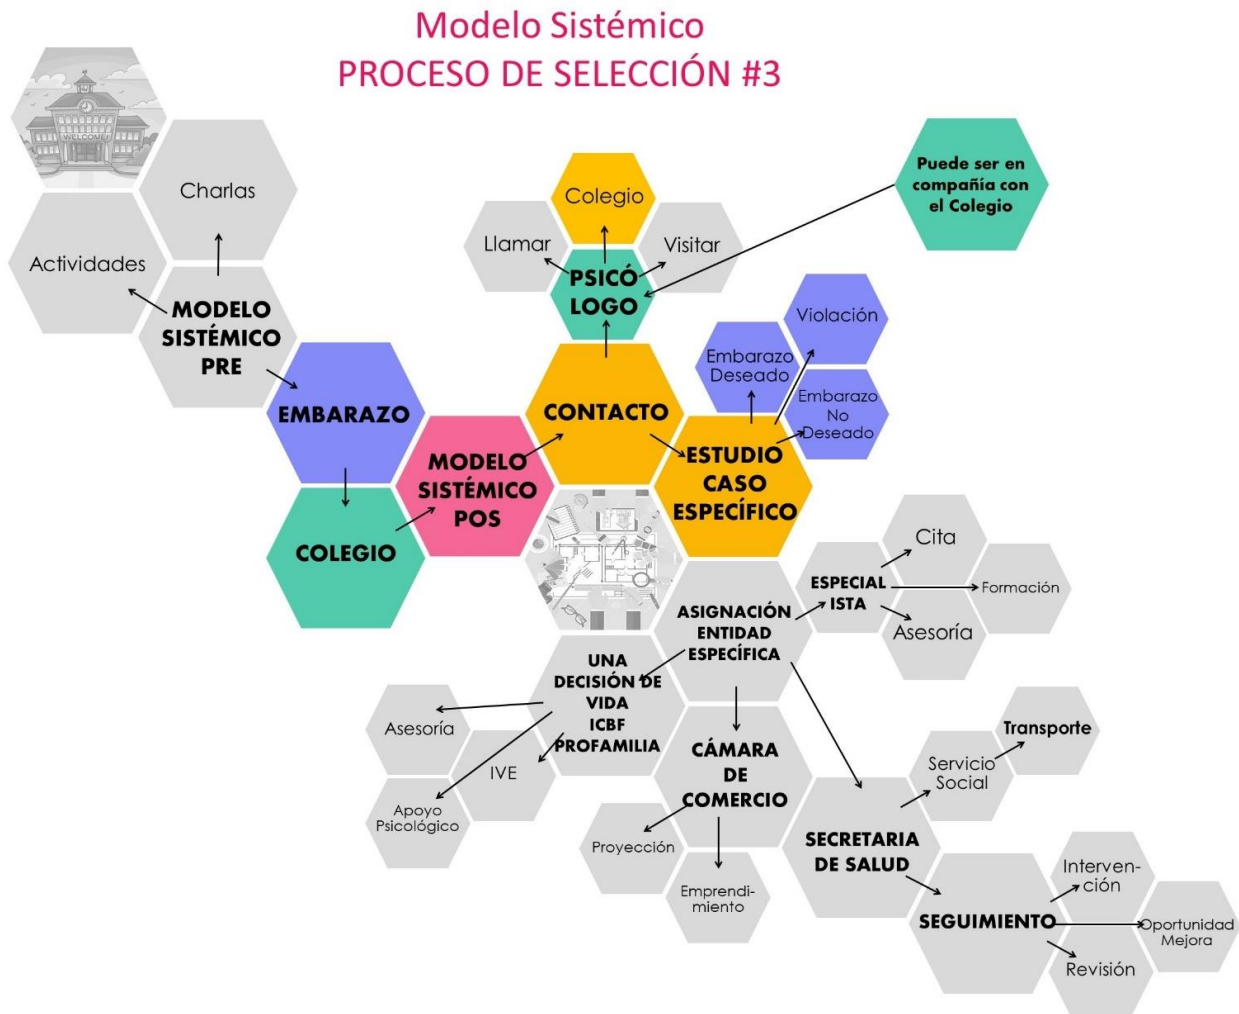 Modelo Sistémico
PROCESO DE SELECCIÓN #3
WELCOME
Charlas
Actividades
MODELO
SISTÉMICO
PRE
EMBARAZO
COLEGIO
MODELO
SISTÉMICO
POS
CONTACTO
PSICÓ
LOGO
Llamar
Colegio
Visitar
Puede ser en
compañía con
el Colegio
ESTUDIO
CASO
ESPECÍFICO
Embarazo
Deseado
Violación
Embarazo
No
Deseado
ASIGNACIÓN
ENTIDAD
ESPECÍFICA
ESPECIAL
ISTA
Cita
Formación
Asesoría
UNA
DECISIÓN DE
VIDA
ICBF
PROFAMILIA
Asesoría
IVE
Apoyo
Psicológico
CÁMARA
DE
COMERCIO
Proyección
Emprendi-
miento
SECRETARIA
DE SALUD
Servicio
Social
Transporte
SEGUIMIENTO
Interven-
ción
Oportunidad
Mejora
Revisión